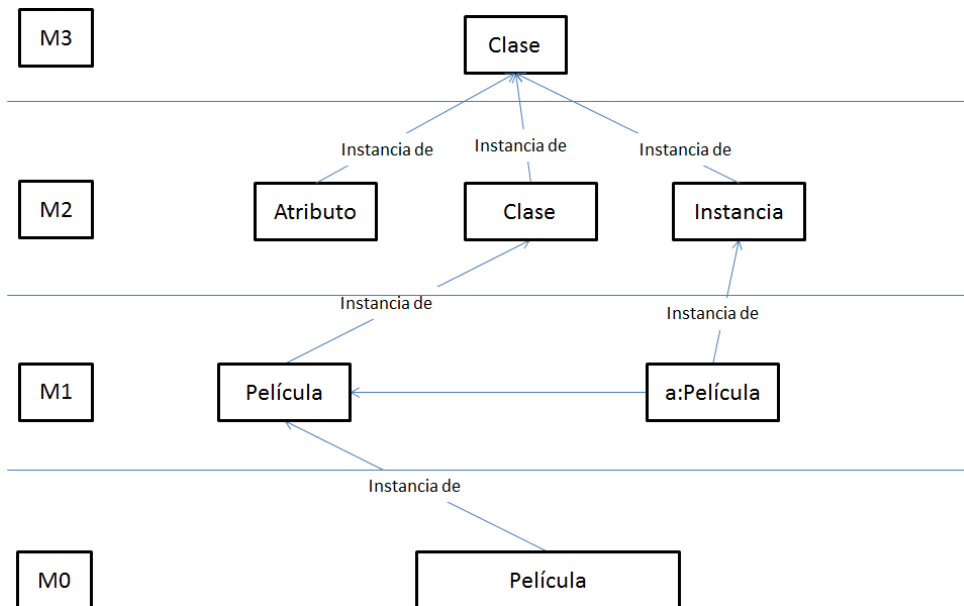 M3
Clase
Instancia de
Instancia de
Instancia de
M2
Atributo
Clase
Instancia
Instancia de
Instancia de
M1
Película
a:Película
Instancia de
M0
Película